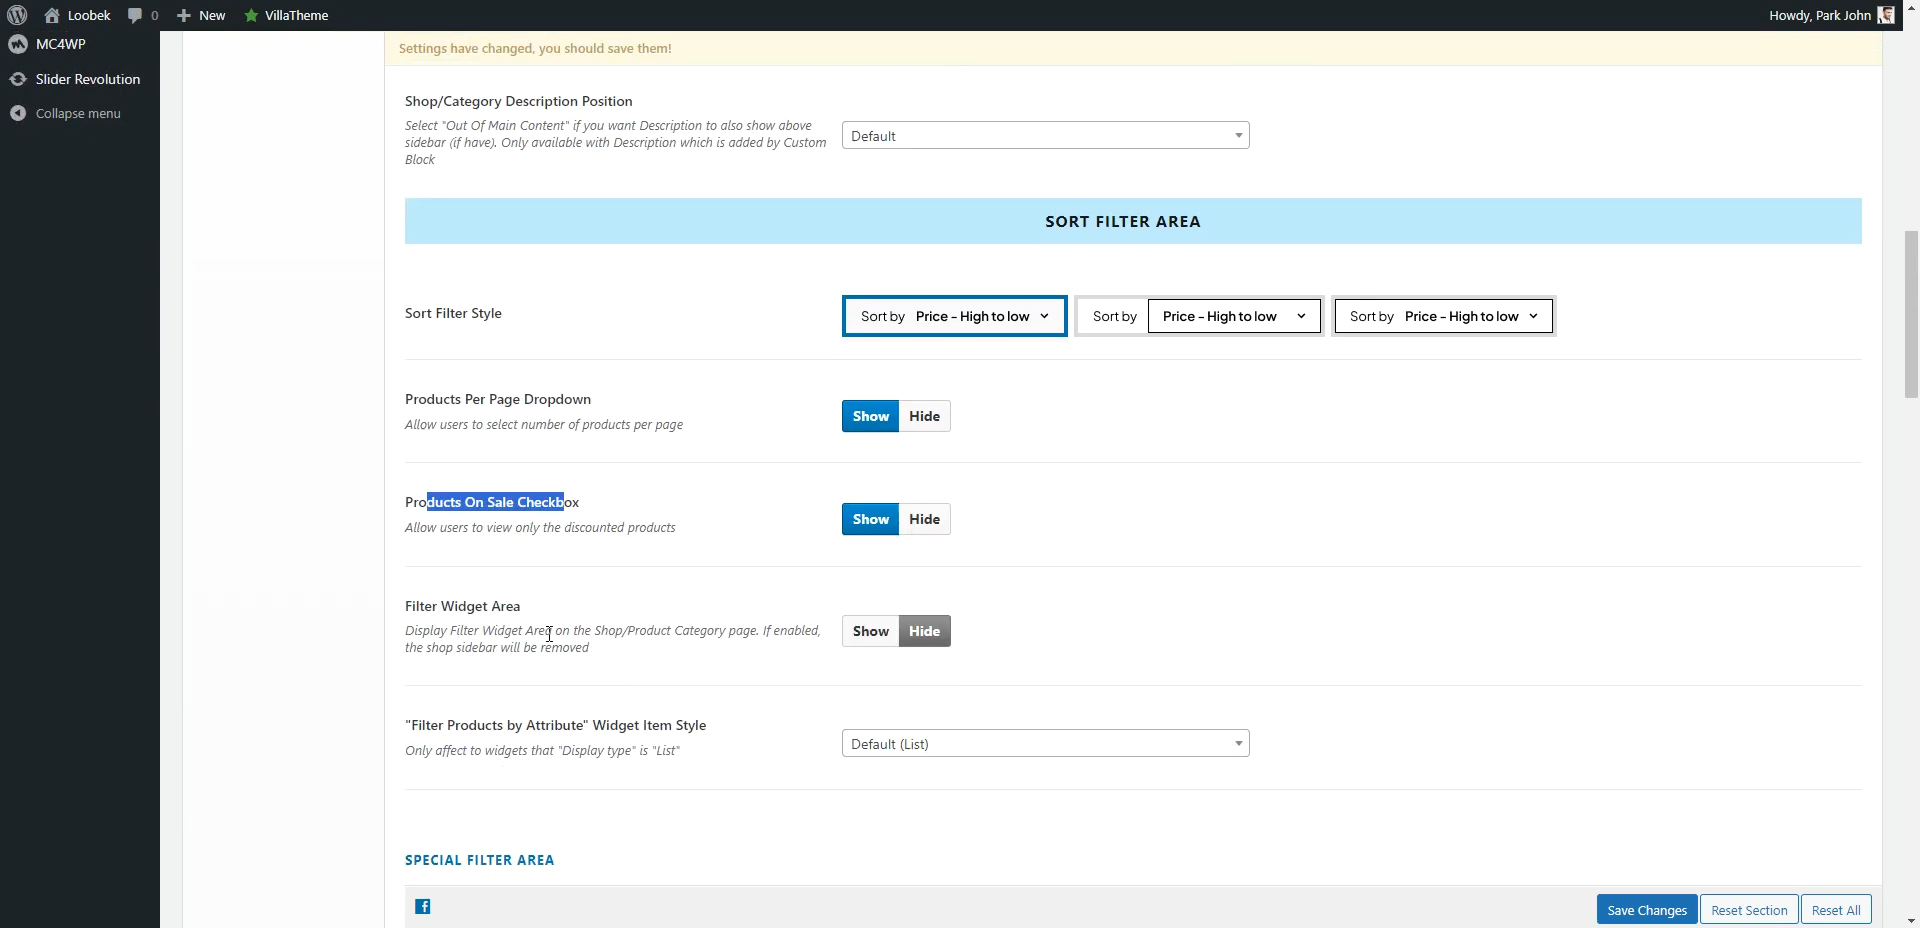 Loobek
0
New
VillaTheme
Howdy, Park John
MC4WP
Slider Revolution
Collapse menu
Settings have changed, you should save them!
Shop/Category Description Position
Select "Out Of Main Content" if you want Description to also show above
sidebar (if have). Only available with Description which is added by Custom
Block
Default
SORT FILTER AREA
Sort Filter Style
Sort by Price - High to low
Sort by Price - High to low
Sort by Price - High to low
Products Per Page Dropdown
Allow users to select number of products per page
Show Hide
Products On Sale Checkbox
Allow users to view only the discounted products
Show Hide
Filter Widget Area
Display Filter Widget Area on the Shop/Product Category page. If enabled,
the shop sidebar will be removed
Show Hide
"Filter Products by Attribute" Widget Item Style
Only affect to widgets that "Display type" is "List"
Default (List)
SPECIAL FILTER AREA
Save Changes
Reset Section
Reset All